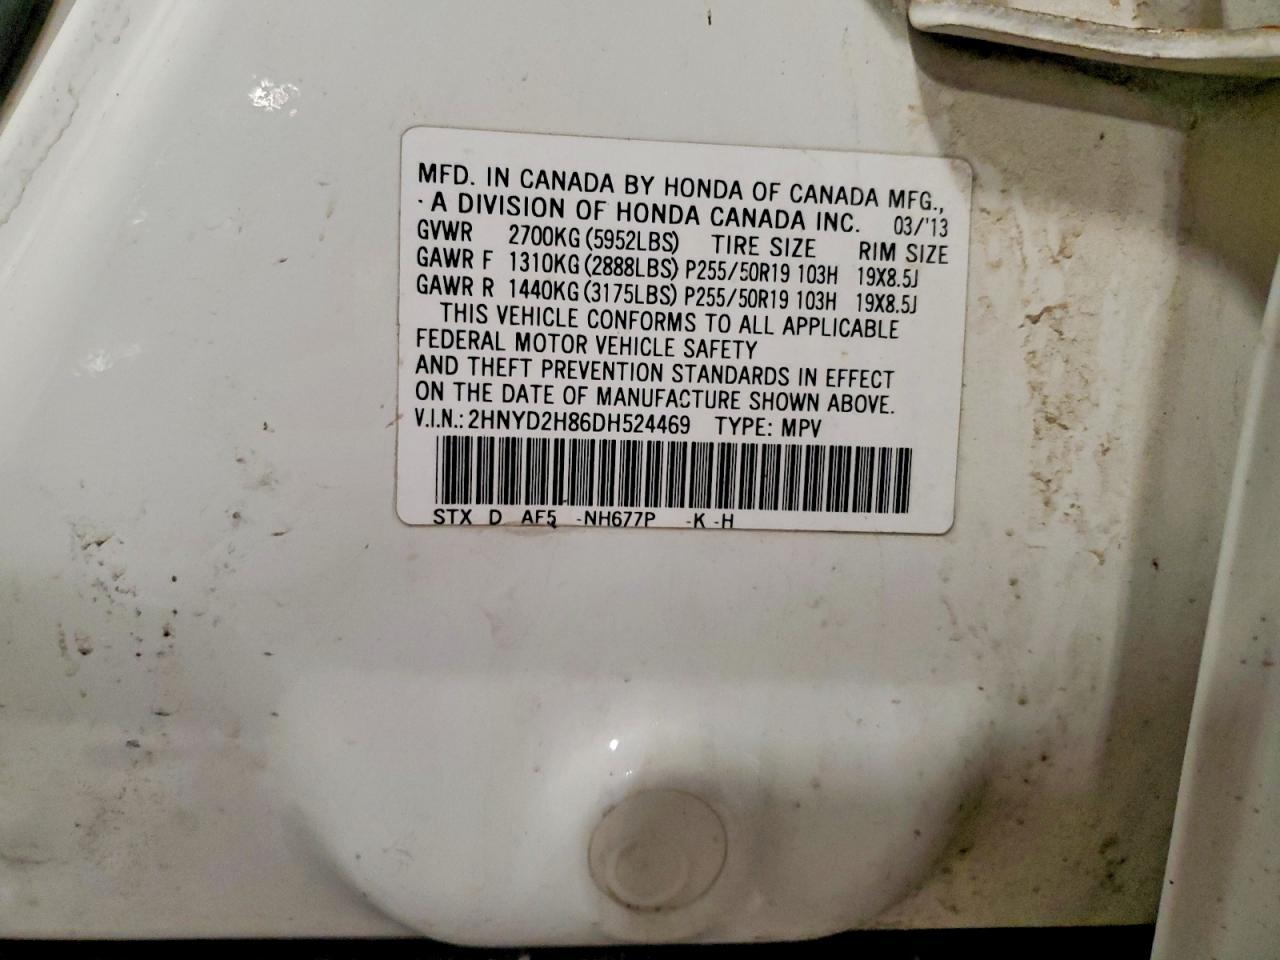 MFD. IN CANADA BY HONDA OF CANADA MFG.,
A DIVISION OF HONDA CANADA INC. 03/'13
GVWR 2700KG (5952LBS) TIRE SIZE RIM SIZE
GAWR F 1310KG (2888LBS) P255/50R19 103H 19X8.5J
GAWR R 1440KG (3175LBS) P255/50R19 103H 19X8.5J
THIS VEHICLE CONFORMS TO ALL APPLICABLE
FEDERAL MOTOR VEHICLE SAFETY
AND THEFT PREVENTION STANDARDS IN EFFECT
ON THE DATE OF MANUFACTURE SHOWN ABOVE.
V.I.N.: 2HNYD2H86DH524469 TYPE: MPV
STX D AF5 -NH677P -K -H